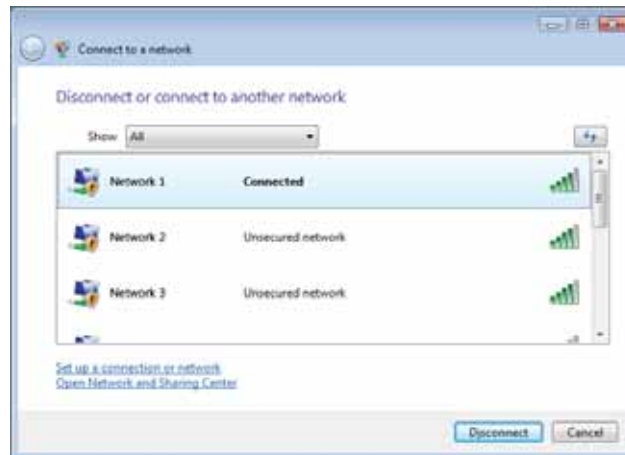 Connect to a network
Disconnect or connect to another network
Show All
Network 1 Connected
Network 2 Unsecured network
Network 3 Unsecured network
Set up a connection or network
Open Network and Sharing Center
Disconnect Cancel